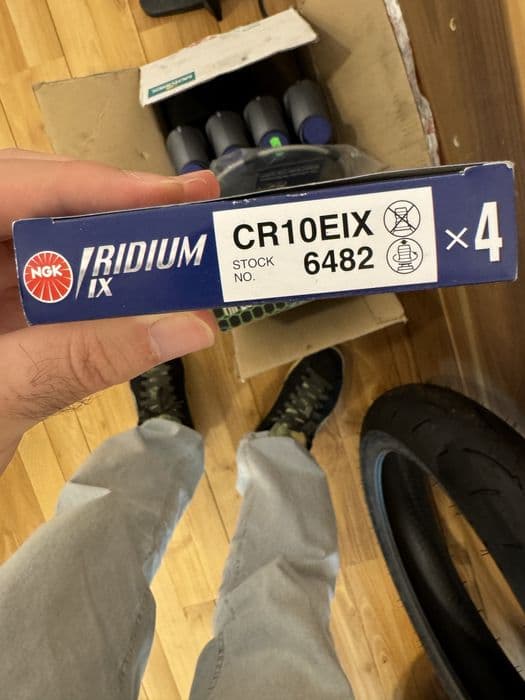 NGK
IRIDIUM
IX
CR10EIX
STOCK
NO.
6482
×4